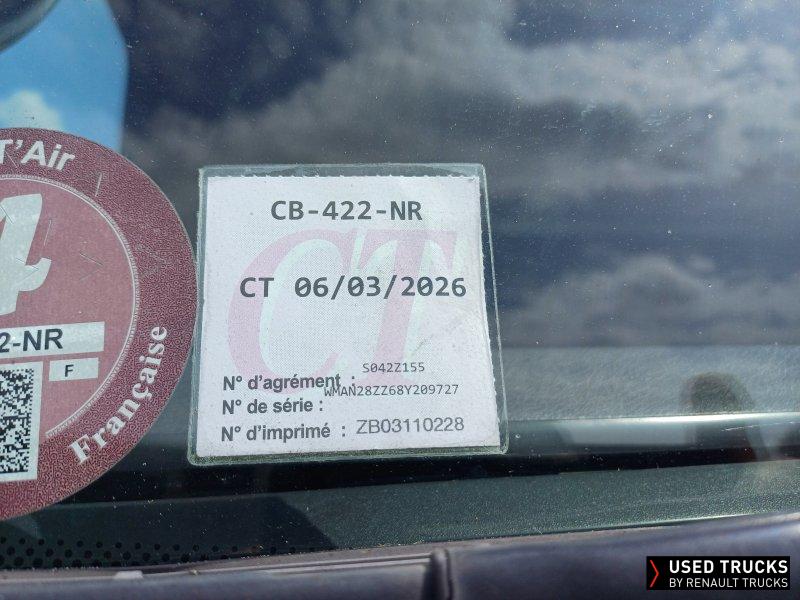 T'Air
4
2-NR
F
Française
CB-422-NR
CT
CT 06/03/2026
S042Z155
N° d'agrément :
WMAN28ZZ68Y209727
N° de série :
N° d'imprimé : ZB03110228
USED TRUCKS
BY RENAULT TRUCKS